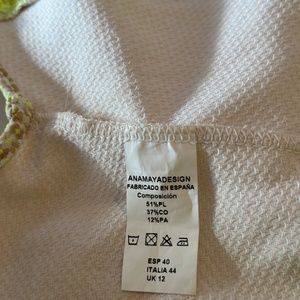 ANAMAYADESIGN
FABRICADO EN ESPAÑA
Composición
51%PL
37%CO
12%PA
ESP 40
ITALIA 44
UK 12